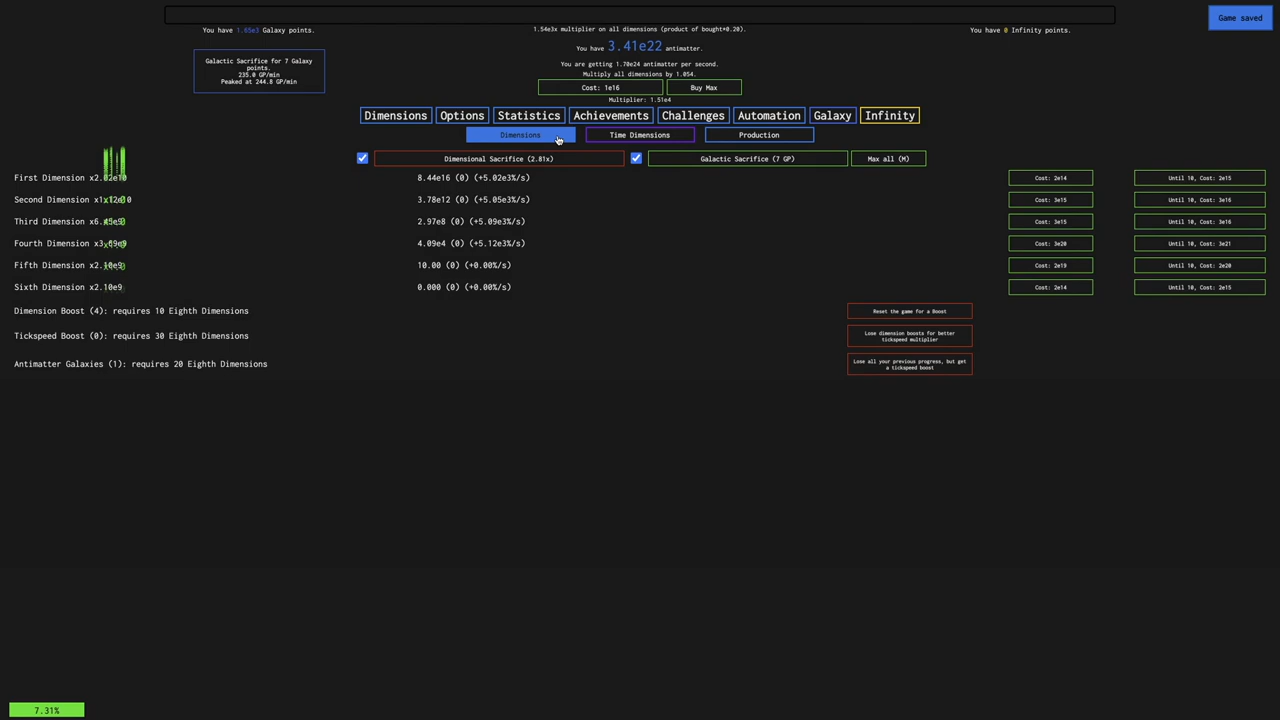 Game saved
You have 1.65e3 Galaxy points.
1.54e3x multiplier on all dimensions (product of bought*0.20).
You have 0 Infinity points.
You have 3.41e22 antimatter.
Galactic Sacrifice for 7 Galaxy points.
235.0 GP/min
Peaked at 244.8 GP/min
You are getting 1.70e24 antimatter per second.
Multiply all dimensions by 1.054.
Cost: 1e16
Buy Max
Multiplier: 1.51e4
Dimensions
Options
Statistics
Achievements
Challenges
Automation
Galaxy
Infinity
Dimensions
Time Dimensions
Production
Dimensional Sacrifice (2.81x)
Galactic Sacrifice (7 GP)
Max all (M)
First Dimension
8.44e16 (0) (+5.02e3%/s)
Cost: 2e14
Until 10, Cost: 2e15
Second Dimension
3.78e12 (0) (+5.05e3%/s)
Cost: 3e15
Until 10, Cost: 3e16
Third Dimension
2.97e8 (0) (+5.09e3%/s)
Cost: 3e15
Until 10, Cost: 3e16
Fourth Dimension
4.09e4 (0) (+5.12e3%/s)
Cost: 3e20
Until 10, Cost: 3e21
Fifth Dimension
10.00 (0) (+0.00%/s)
Cost: 2e19
Until 10, Cost: 2e20
Sixth Dimension x2.10e9
0.000 (0) (+0.00%/s)
Cost: 2e14
Until 10, Cost: 2e15
Dimension Boost (4): requires 10 Eighth Dimensions
Reset the game for a Boost
Tickspeed Boost (0): requires 30 Eighth Dimensions
Lose dimension boosts for better tickspeed multiplier
Antimatter Galaxies (1): requires 20 Eighth Dimensions
Lose all your previous progress, but get a tickspeed boost
7.31%